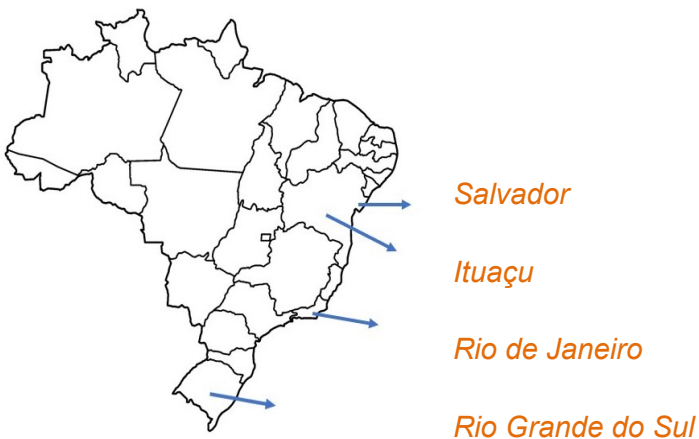 Salvador
Ituaçu
Rio de Janeiro
Rio Grande do Sul